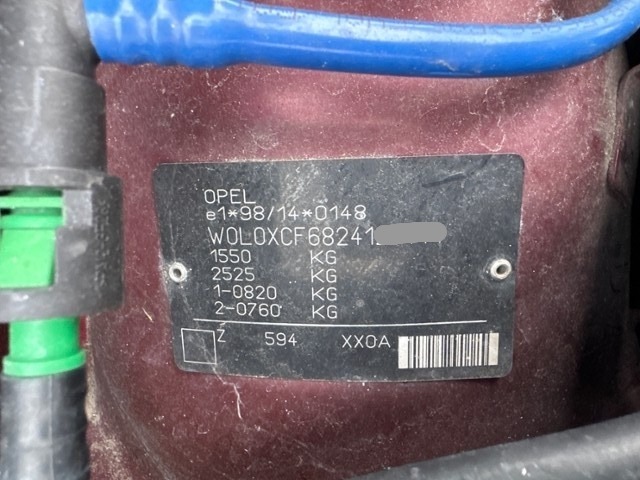 OPEL
e1*98/14*0148
W0L0XCF68241
1550 KG
2525 KG
1-0820 KG
2-0760 KG
Z 594 XX0A